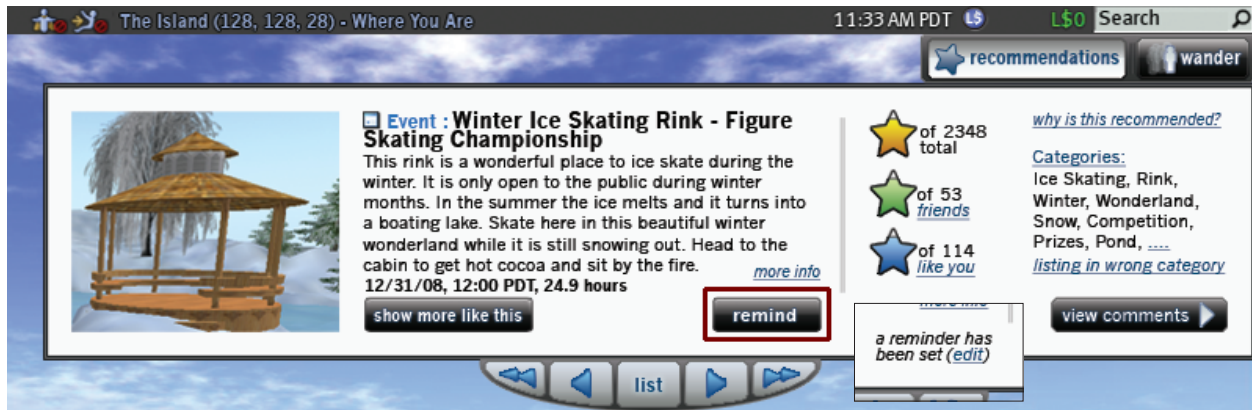 The Island (128, 128, 28) - Where You Are
11:33 AM PDT L$ L$0 Search
recommendations wander
Event : Winter Ice Skating Rink - Figure
Skating Championship
This rink is a wonderful place to ice skate during the
winter. It is only open to the public during winter
months. In the summer the ice melts and it turns into
a boating lake. Skate here in this beautiful winter
wonderland while it is still snowing out. Head to the
cabin to get hot cocoa and sit by the fire.
more info
12/31/08, 12:00 PDT, 24.9 hours
show more like this
remind
of 2348
total
of 53
friends
of 114
like you
why is this recommended?
Categories:
Ice Skating, Rink,
Winter, Wonderland,
Snow, Competition,
Prizes, Pond, ....
listing in wrong category
more info
a reminder has
been set (edit)
view comments
list